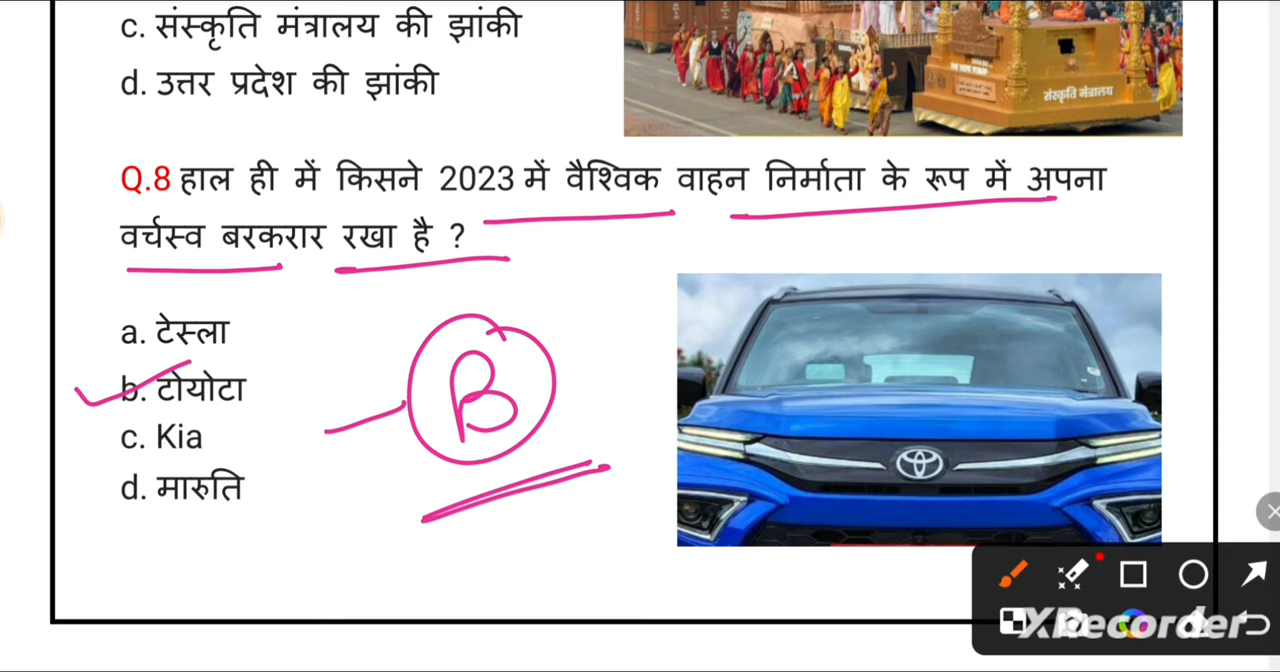 c. संस्कृति मंत्रालय की झांकी
d. उत्तर प्रदेश की झांकी
संस्कृति मंत्रालय
Q.8 हाल ही में किसने 2023 में वैश्विक वाहन निर्माता के रूप में अपना
वर्चस्व बरकरार रखा है ?
a. टेस्ला
b. टोयोटा
c. Kia
d. मारुति
B
XRecorder